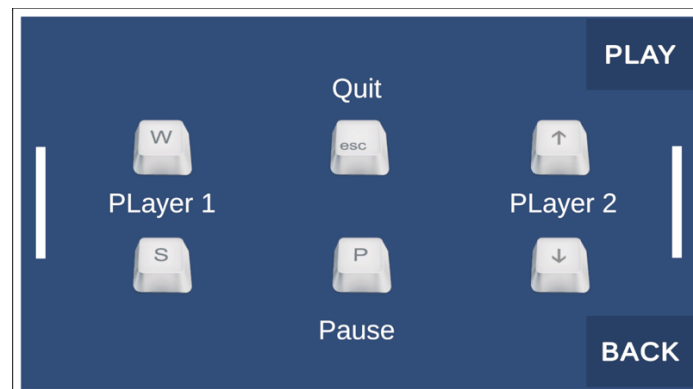 PLAY
Quit
W
esc
↑
PLayer 1
PLayer 2
S
P
↓
Pause
BACK